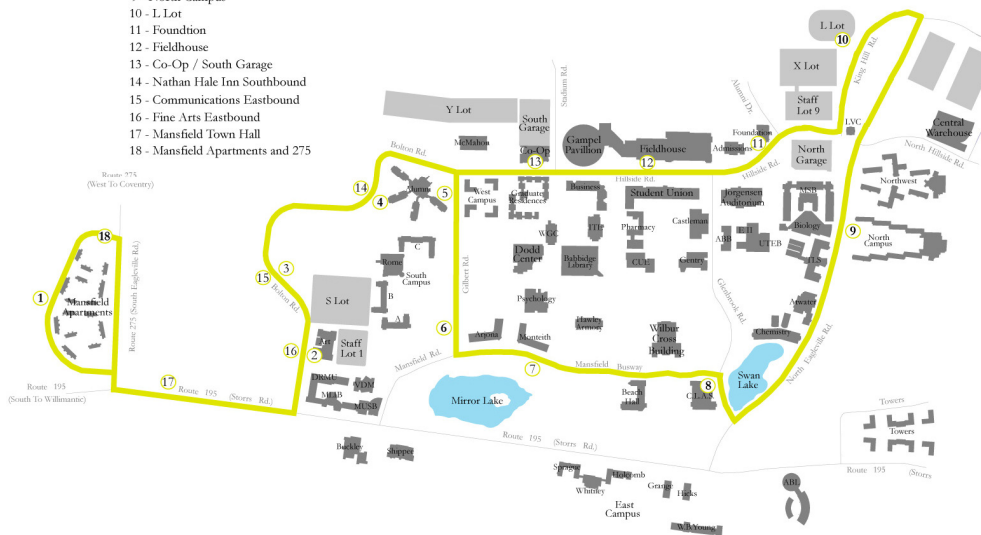 10 - L Lot
11 - Foundtion
12 - Fieldhouse
13 - Co-Op / South Garage
14 - Nathan Hale Inn Southbound
15 - Communications Eastbound
16 - Fine Arts Eastbound
17 - Mansfield Town Hall
18 - Mansfield Apartments and 275
L Lot
10
King Hill Rd.
X Lot
Staff
Lot 9
Alumni Dr.
Stadium Rd.
Y Lot
South
Garage
Co-Op
13
McMahon
Bolton Rd.
Gampel
Pavilion
Fieldhouse
12
Foundation
11
Admissions
LVC
Central
Warehouse
North Hillside Rd.
North
Garage
Hillside Rd.
Hillside Rd.
Route 275
(West To Coventry)
14
4
Alumni
5
West
Campus
Graduate
Residences
Business
Student Union
Jorgensen
Auditorium
MSB
Northwest
WGC
Pharmacy
Castleman
Biology
North
Campus
9
ABB
EII
UTEB
18
C
Rome
South
Campus
Dodd
Center
Babbidge
Library
CUE
Gentry
Route 275 (South Eagleville Rd.)
1
Mansfield
Apartments
3
15
Bolton Rd.
S Lot
B
A
Gilbert Rd.
Psychology
Glenbrook Rd.
Atwater
6
Arjona
Monteith
Hawley
Armory
Wilbur
Cross
Building
Chemistry
North Eagleville Rd.
16
2
Art
Staff
Lot 1
Mansfield Rd.
7
Mansfield Busway
8
Swan
Lake
17
Route 195 (Storrs Rd.)
Route 195
(South To Willimantic)
DRMU
MUSB
Mirror Lake
Beach
Hall
C.L.A.S.
Towers
Towers
Buckley
Shipper
Route 195 (Storrs Rd.)
Route 195 (Storrs
Sprague
Holcomb
Whitney
Grange
Hicks
East
Campus
W.B.Young
ABL